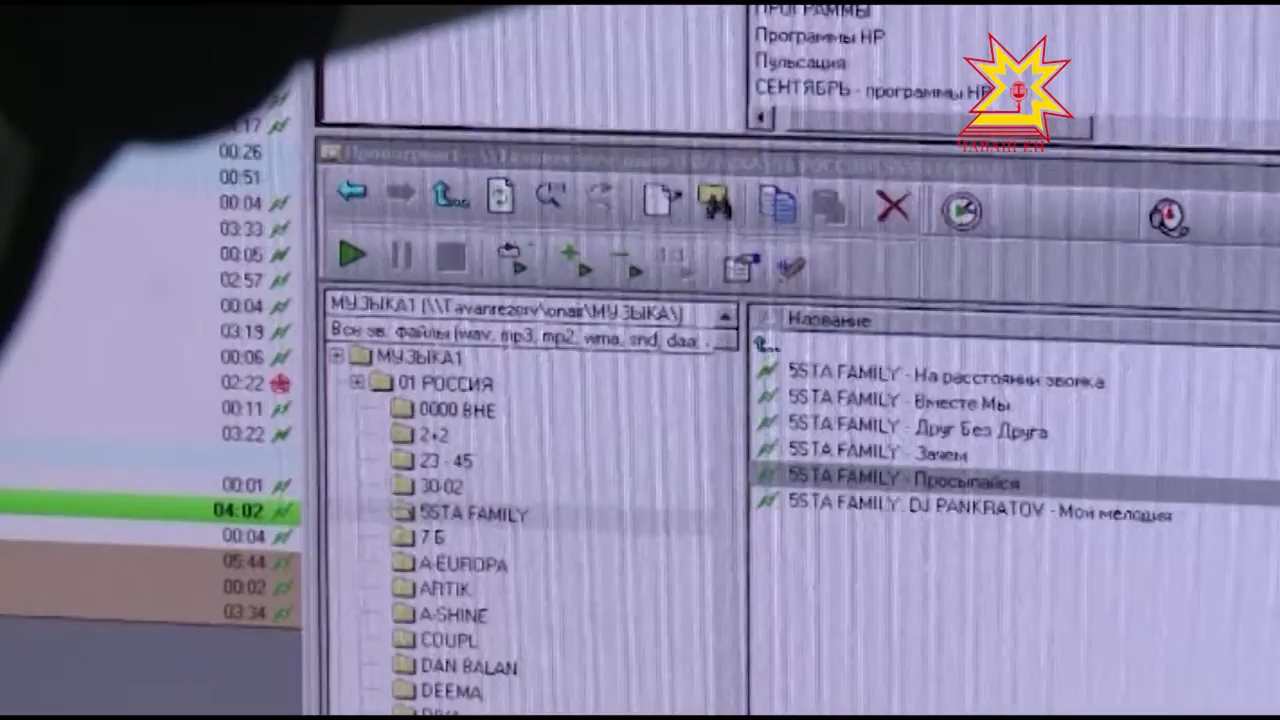 ПРОГРАММЫ
Программы НР
Пульсация
СЕНТЯБРЬ - программы НР
ТАВАН ЕН
:17
00:26
00:51
00:04
03:33
00:05
02:57
00:04
03:19
00:06
02:22
00:11
03:22
00:01
04:02
00:04
05:44
00:02
03:34
МУЗЫКА1 [\\Tavanrezerv\onair\МУЗЫКА\]
Все зв. файлы (wav, mp3, mp2, wma, snd, daa
МУЗЫКА1
01 РОССИЯ
0000 ВНЕ
2+2
23 - 45
30-02
5STA FAMILY
7 Б
A-EUROPA
ARTIK
A-SHINE
COUPL
DAN BALAN
DEEMA
Название
5STA FAMILY - На расстоянии звонка
5STA FAMILY - Вместе Мы
5STA FAMILY - Друг Без Друга
5STA FAMILY - Зачем
5STA FAMILY - Просыпайся
5STA FAMILY. DJ PANKRATOV - Мои мелодия